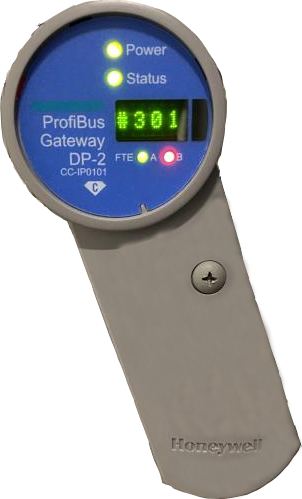 Power
Status
ProfiBus
#301
Gateway
DP-2
FTE A B
CC-IP0101
C
Honeywell